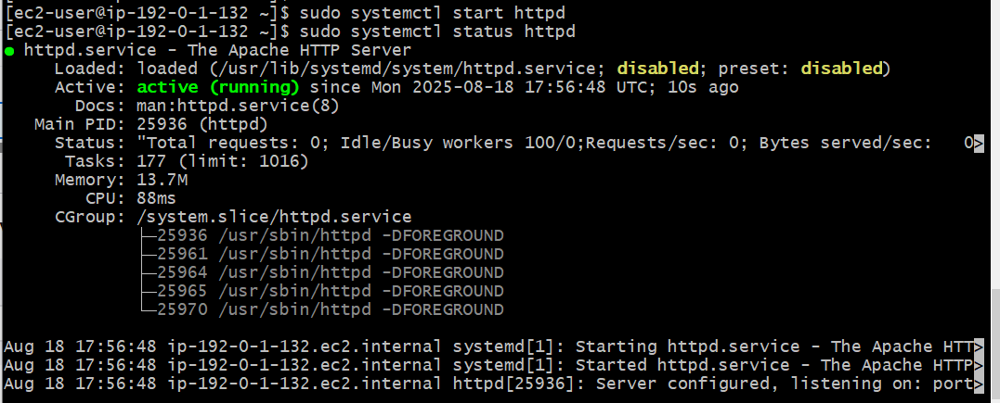 [ec2-user@ip-192-0-1-132 ~]$ sudo systemctl start httpd
[ec2-user@ip-192-0-1-132 ~]$ sudo systemctl status httpd
● httpd.service - The Apache HTTP Server
     Loaded: loaded (/usr/lib/systemd/system/httpd.service; disabled; preset: disabled)
     Active: active (running) since Mon 2025-08-18 17:56:48 UTC; 10s ago
       Docs: man:httpd.service(8)
   Main PID: 25936 (httpd)
     Status: "Total requests: 0; Idle/Busy workers 100/0;Requests/sec: 0; Bytes served/sec:   0>
      Tasks: 177 (limit: 1016)
     Memory: 13.7M
        CPU: 88ms
     CGroup: /system.slice/httpd.service
             ├─25936 /usr/sbin/httpd -DFOREGROUND
             ├─25961 /usr/sbin/httpd -DFOREGROUND
             ├─25964 /usr/sbin/httpd -DFOREGROUND
             ├─25965 /usr/sbin/httpd -DFOREGROUND
             └─25970 /usr/sbin/httpd -DFOREGROUND
Aug 18 17:56:48 ip-192-0-1-132.ec2.internal systemd[1]: Starting httpd.service - The Apache HTT>
Aug 18 17:56:48 ip-192-0-1-132.ec2.internal systemd[1]: Started httpd.service - The Apache HTTP>
Aug 18 17:56:48 ip-192-0-1-132.ec2.internal httpd[25936]: Server configured, listening on: port>